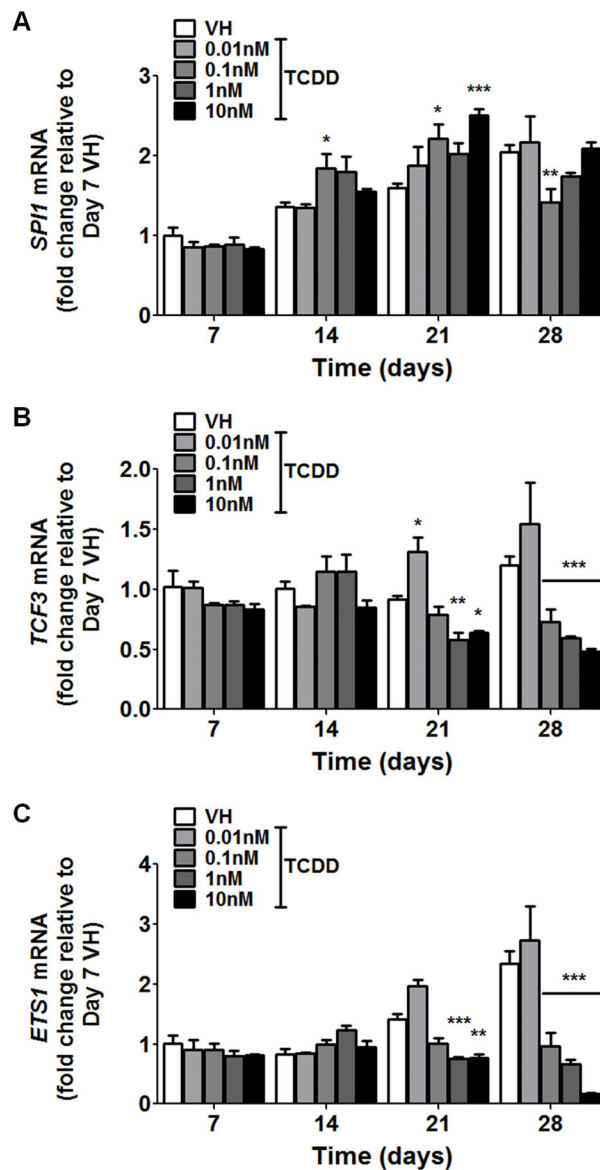 A
VH
0.01nM
0.1nM
1nM
10nM
TCDD
SPI1 mRNA
(fold change relative to
Day 7 VH)
3
2
1
0
*
*
***
**
7 14 21 28
Time (days)
B
VH
0.01nM
0.1nM
1nM
10nM
TCDD
TCF3 mRNA
(fold change relative to
Day 7 VH)
2.0
1.5
1.0
0.5
0.0
*
**
*
***
7 14 21 28
Time (days)
C
VH
0.01nM
0.1nM
1nM
10nM
TCDD
ETS1 mRNA
(fold change relative to
Day 7 VH)
4
3
2
1
0
***
**
***
7 14 21 28
Time (days)